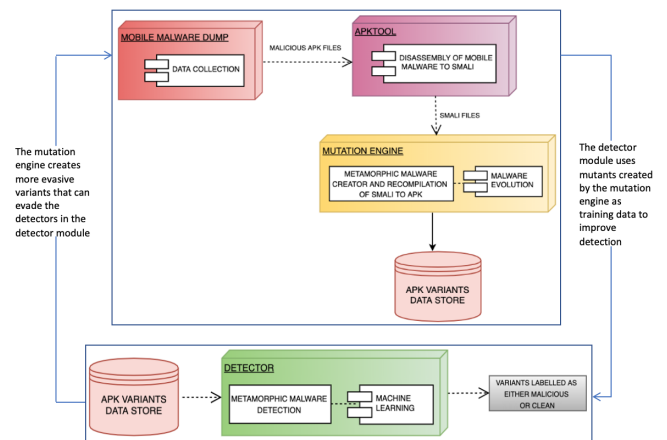 MOBILE MALWARE DUMP
DATA COLLECTION
MALICIOUS APK FILES
APKTOOL
DISASSEMBLY OF MOBILE
MALWARE TO SMALI
SMALI FILES
MUTATION ENGINE
METAMORPHIC MALWARE
CREATOR AND RECOMPILATION
OF SMALI TO APK
MALWARE
EVOLUTION
APK VARIANTS
DATA STORE
The mutation
engine creates
more evasive
variants that can
evade the
detectors in the
detector module
The detector
module uses
mutants created
by the mutation
engine as
training data to
improve
detection
APK VARIANTS
DATA STORE
DETECTOR
METAMORPHIC MALWARE
DETECTION
MACHINE
LEARNING
VARIANTS LABELLED AS
EITHER MALICIOUS
OR CLEAN